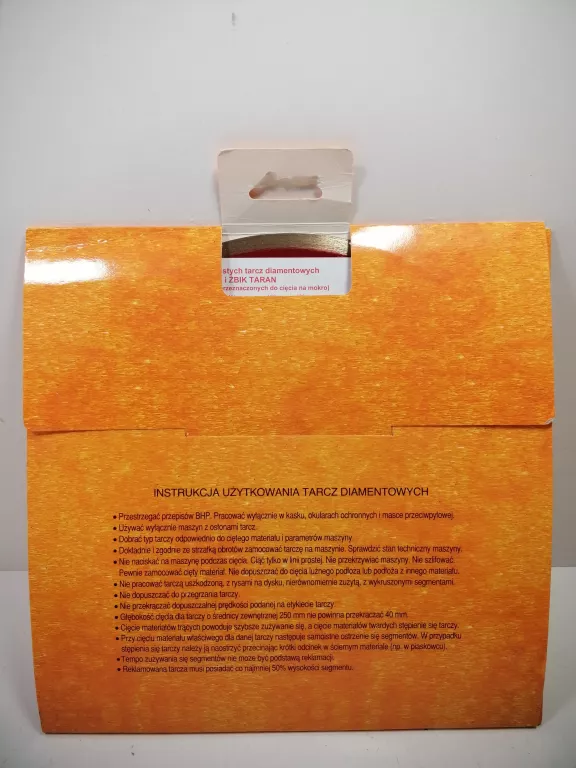 stych tarcz diamentowych
i ŻBIK TARAN
rzeznaczonych do cięcia na mokro)
INSTRUKCJA UŻYTKOWANIA TARCZ DIAMENTOWYCH
• Przestrzegać przepisów BHP. Pracować wyłącznie w kasku, okularach ochronnych i masce przeciwpyłowej.
• Używać wyłącznie maszyn z osłonami tarcz.
• Dobrać typ tarczy odpowiednio do ciętego materiału i parametrów maszyny.
• Dokładnie i zgodnie ze strzałką obrotów zamocować tarczę na maszynie. Sprawdzić stan techniczny maszyny.
• Nie naciskać na maszynę podczas cięcia. Ciąć tylko w linii prostej. Nie przekrzywiać maszyny. Nie szlifować.
Pewnie zamocować cięty materiał. Nie dopuszczać do cięcia luźnego podłoża lub podłoża z innego materiału.
• Nie pracować tarczą uszkodzoną, z rysami na dysku, nierównomiernie zużytą, z wykruszonymi segmentami.
• Nie dopuszczać do przegrzania tarczy.
• Nie przekraczać dopuszczalnej prędkości podanej na etykiecie tarczy.
• Głębokość cięcia dla tarczy o średnicy zewnętrznej 250 mm nie powinna przekraczać 40 mm.
• Cięcie materiałów trących powoduje szybsze zużywanie się, a cięcie materiałów twardych stępienie się tarczy.
• Przy cięciu materiału właściwego dla danej tarczy następuje samoistne ostrzenie się segmentów. W przypadku
stępienia się tarczy należy ją naostrzyć przecinając krótki odcinek w ściernym materiale (np. w piaskowcu).
• Tempo zużywania się segmentów nie może być podstawą reklamacji.
• Reklamowana tarcza musi posiadać co najmniej 50% wysokości segmentu.